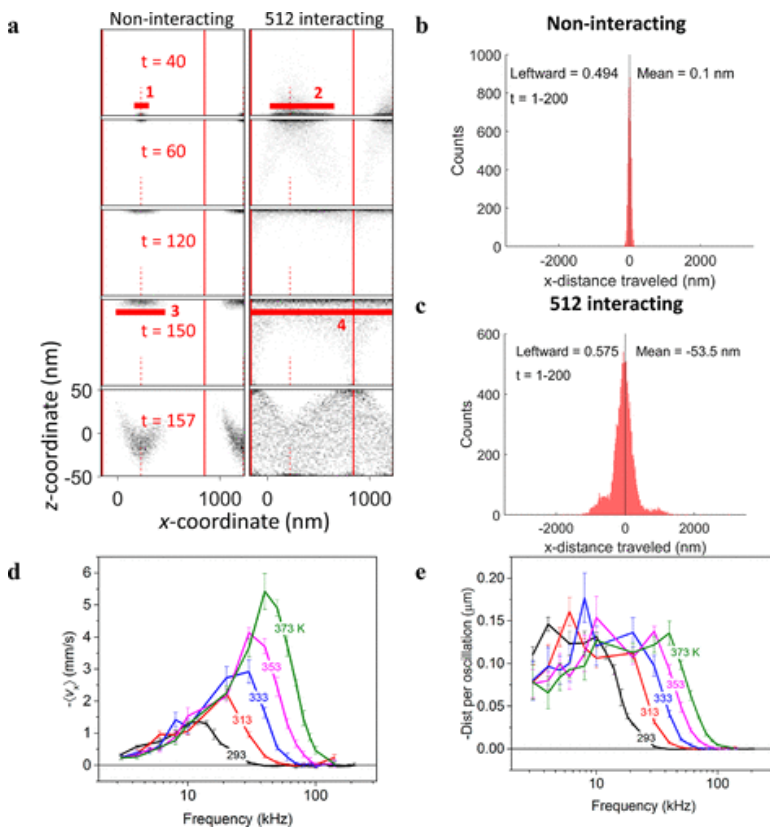 a
Non-interacting
512 interacting
t = 40
1
2
t = 60
t = 120
3
t = 150
4
t = 157
50
0
-50
z-coordinate (nm)
0
1000
0
1000
x-coordinate (nm)
b
Non-interacting
Leftward = 0.494
Mean = 0.1 nm
t = 1-200
1000
800
600
400
200
0
Counts
-2000
0
2000
x-distance traveled (nm)
c
512 interacting
Leftward = 0.575
Mean = -53.5 nm
t = 1-200
600
400
200
0
Counts
-2000
0
2000
x-distance traveled (nm)
d
6
5
4
3
2
1
0
-⟨vₓ⟩ (mm/s)
373 K
353
333
313
293
10
100
Frequency (kHz)
e
0.20
0.15
0.10
0.05
0.00
-Dist per oscillation (μm)
373 K
353
333
313
293
10
100
Frequency (kHz)